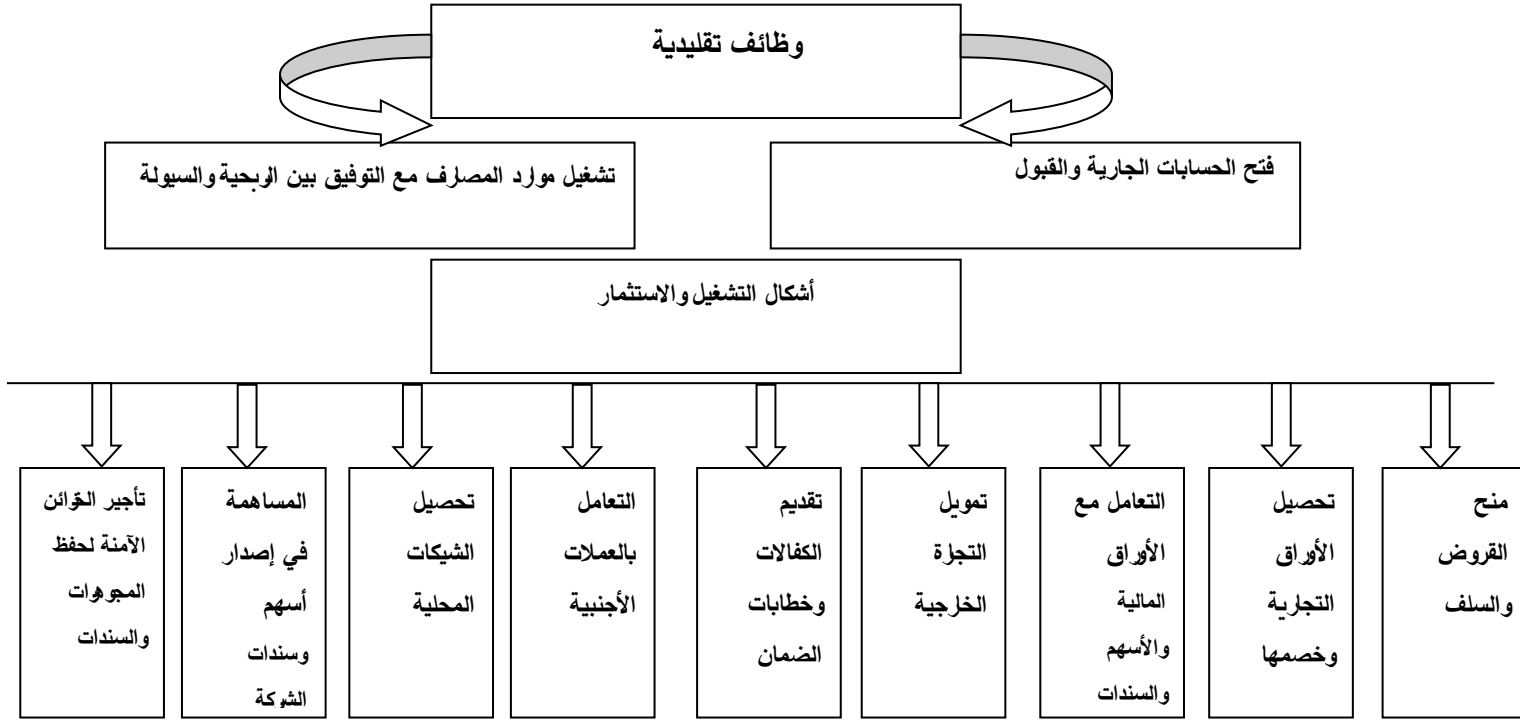 وظائف تقليدية
فتح الحسابات الجارية والقبول
تشغيل موارد المصارف مع التوفيق بين الربحية والسيولة
أشكال التشغيل والاستثمار
منح
القروض
والسلف
تحصيل
الأوراق
التجارية
وخصمها
التعامل مع
الأوراق
المالية
والأسهم
والسندات
تمويل
التجارة
الخارجية
تقديم
الكفالات
وخطابات
الضمان
التعامل
بالعملات
الأجنبية
تحصيل
الشيكات
المحلية
المساهمة
في إصدار
أسهم
وسندات
الشركة
تأجير الخزائن
الآمنة لحفظ
المجوهرات
والسندات